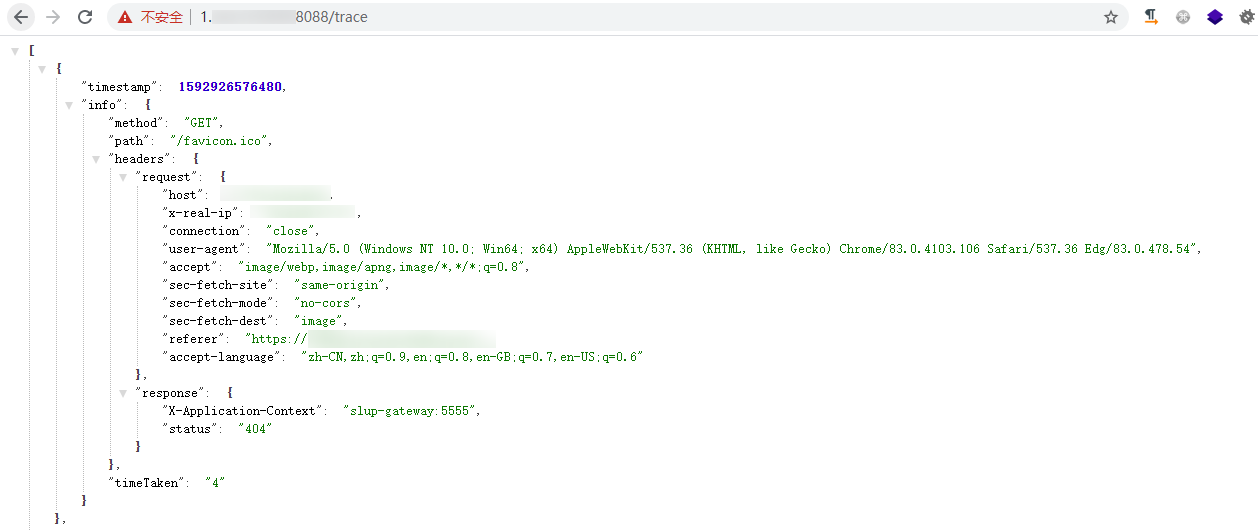 不安全 | 1. 8088/trace
[
{
"timestamp": 1592926576480,
"info": {
"method": "GET",
"path": "/favicon.ico",
"headers": {
"request": {
"host": ,
"x-real-ip": ,
"connection": "close",
"user-agent": "Mozilla/5.0 (Windows NT 10.0; Win64; x64) AppleWebKit/537.36 (KHTML, like Gecko) Chrome/83.0.4103.106 Safari/537.36 Edg/83.0.478.54",
"accept": "image/webp,image/apng,image/*,*/*;q=0.8",
"sec-fetch-site": "same-origin",
"sec-fetch-mode": "no-cors",
"sec-fetch-dest": "image",
"referer": "https://
"accept-language": "zh-CN,zh;q=0.9,en;q=0.8,en-GB;q=0.7,en-US;q=0.6"
},
"response": {
"X-Application-Context": "slup-gateway:5555",
"status": "404"
}
},
"timeTaken": "4"
}
},